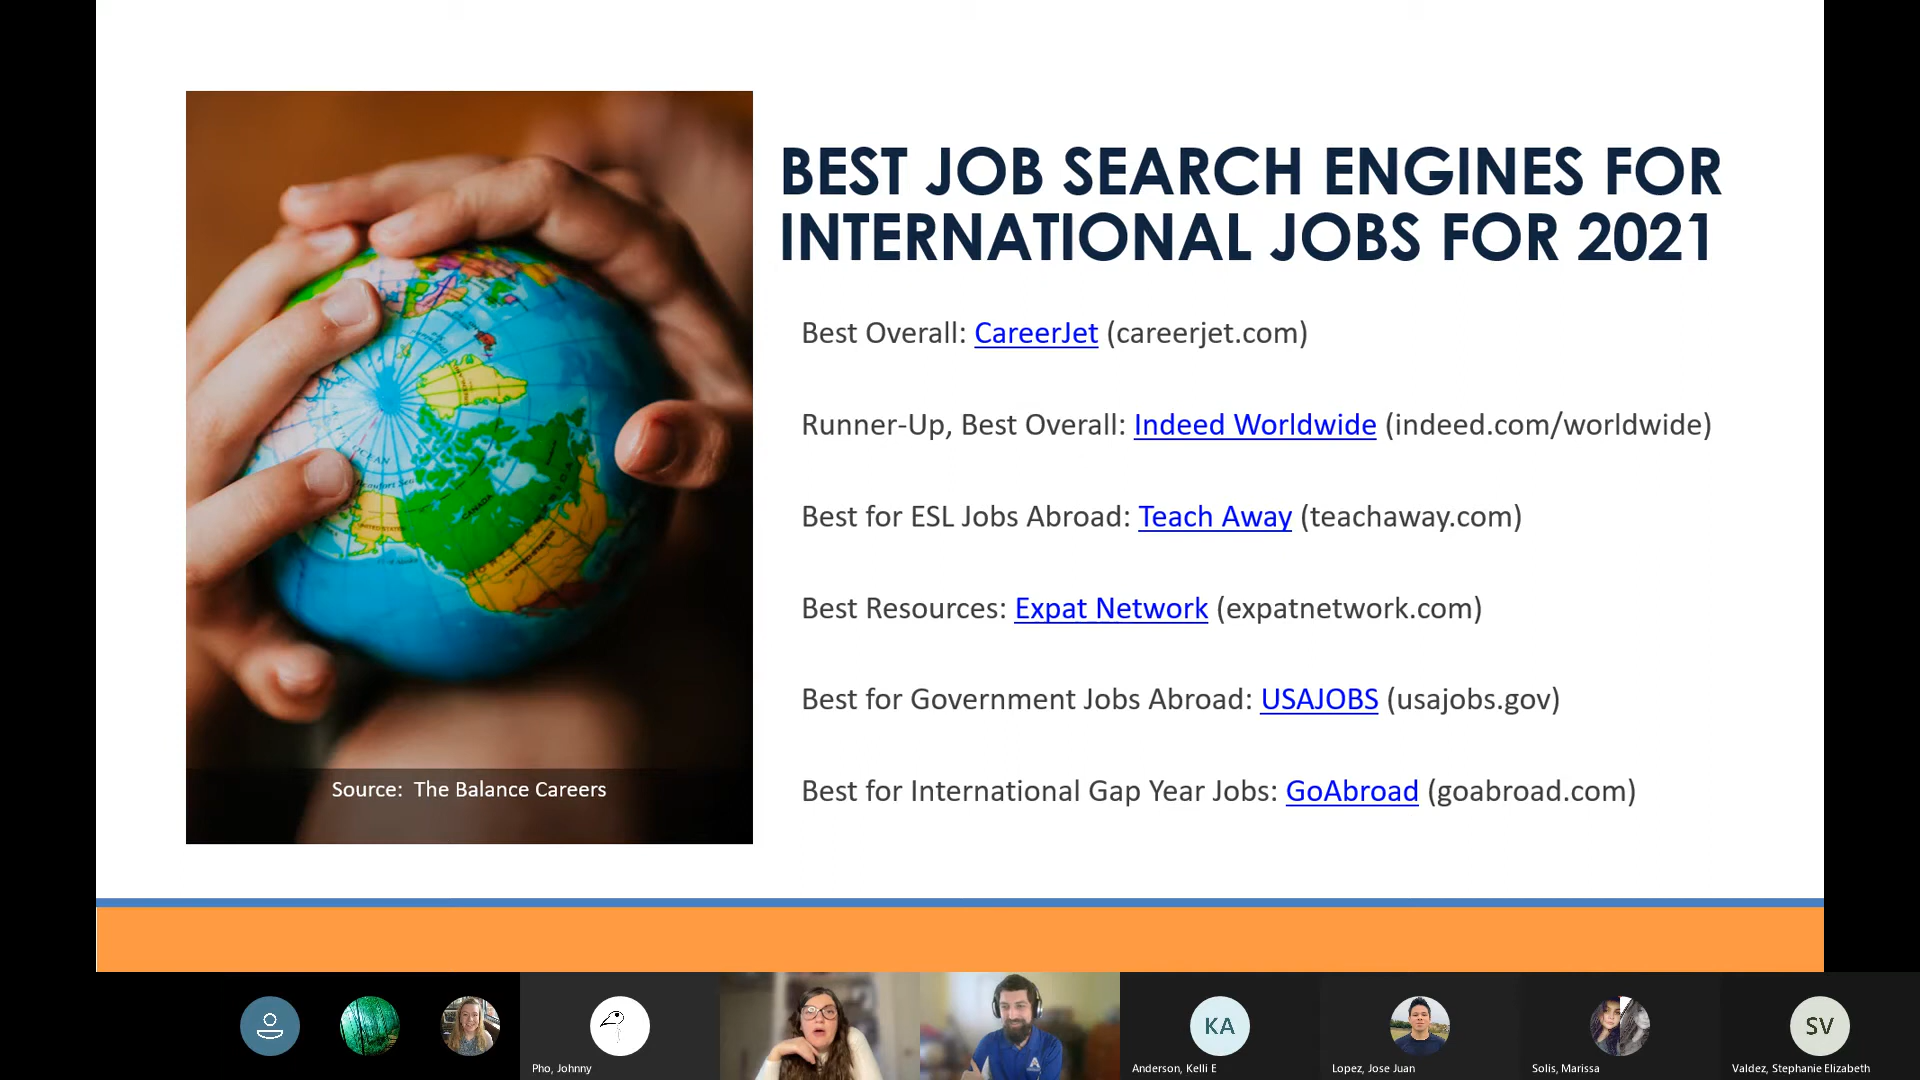 BEST JOB SEARCH ENGINES FOR
INTERNATIONAL JOBS FOR 2021
Best Overall: CareerJet (careerjet.com)
Runner-Up, Best Overall: Indeed Worldwide (indeed.com/worldwide)
Best for ESL Jobs Abroad: Teach Away (teachaway.com)
Best Resources: Expat Network (expatnetwork.com)
Best for Government Jobs Abroad: USAJOBS (usajobs.gov)
Best for International Gap Year Jobs: GoAbroad (goabroad.com)
OCEAN
CANADA
Source: The Balance Careers
KA
SV
Pho, Johnny
Anderson, Kelli E
Lopez, Jose Juan
Solis, Marissa
Valdez, Stephanie Elizabeth